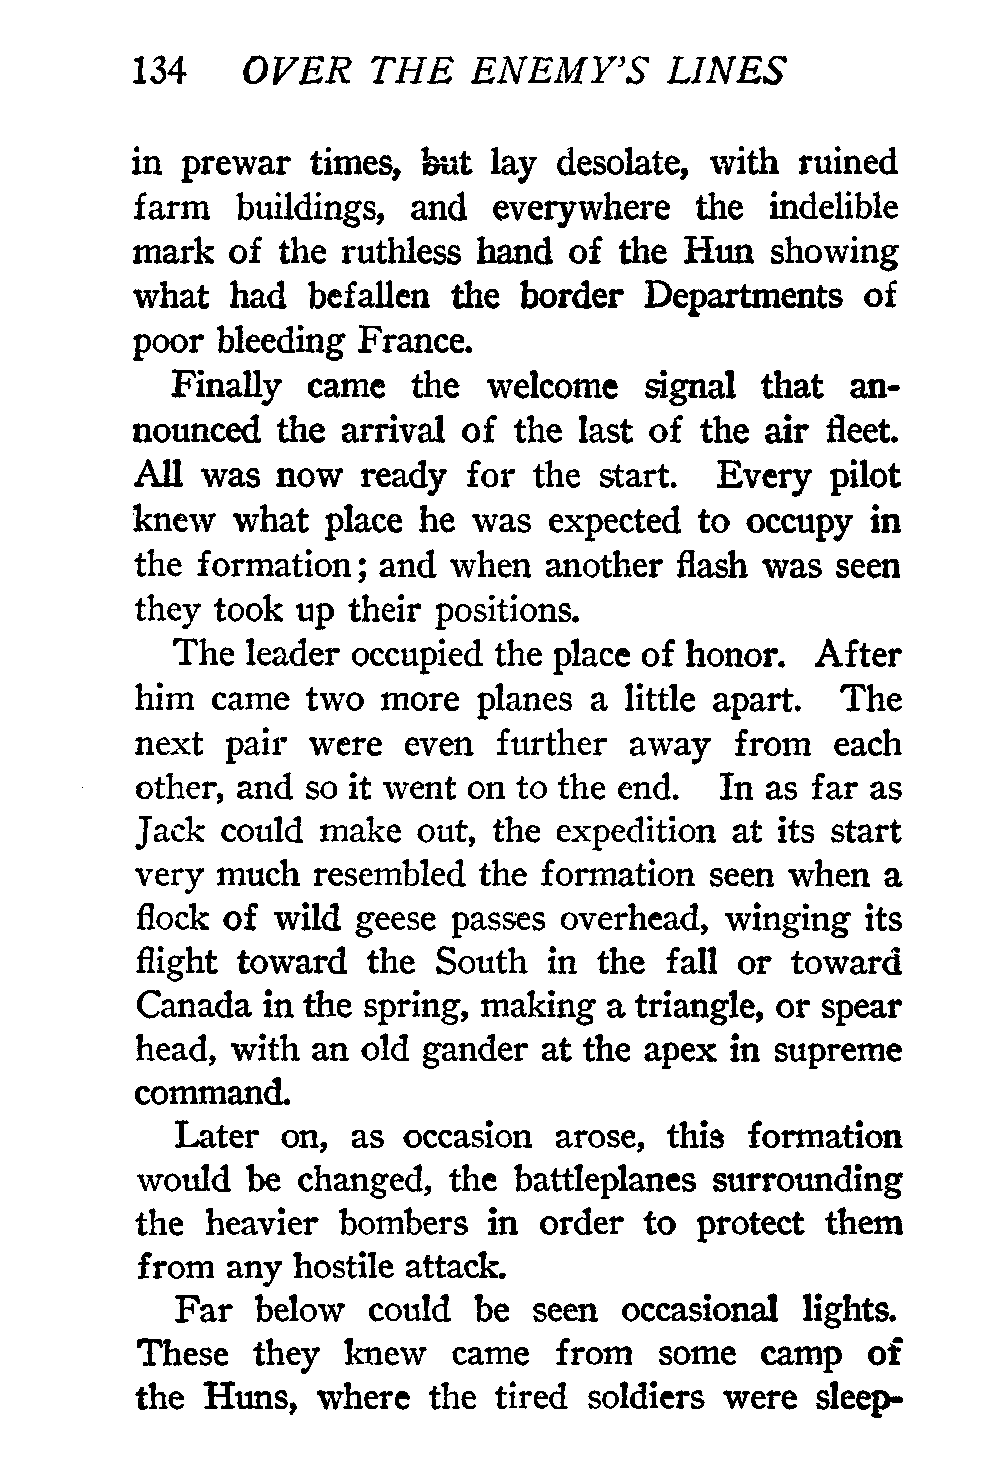 134 OVER THE ENEMY'S LINES
in prewar times, but lay desolate, with ruined
farm buildings, and everywhere the indelible
mark of the ruthless hand of the Hun showing
what had befallen the border Departments of
poor bleeding France.
Finally came the welcome signal that an-
nounced the arrival of the last of the air fleet.
All was now ready for the start. Every pilot
knew what place he was expected to occupy in
the formation; and when another flash was seen
they took up their positions.
The leader occupied the place of honor. After
him came two more planes a little apart. The
next pair were even further away from each
other, and so it went on to the end. In as far as
Jack could make out, the expedition at its start
very much resembled the formation seen when a
flock of wild geese passes overhead, winging its
flight toward the South in the fall or toward
Canada in the spring, making a triangle, or spear
head, with an old gander at the apex in supreme
command.
Later on, as occasion arose, this formation
would be changed, the battleplanes surrounding
the heavier bombers in order to protect them
from any hostile attack.
Far below could be seen occasional lights.
These they knew came from some camp of
the Huns, where the tired soldiers were sleep-